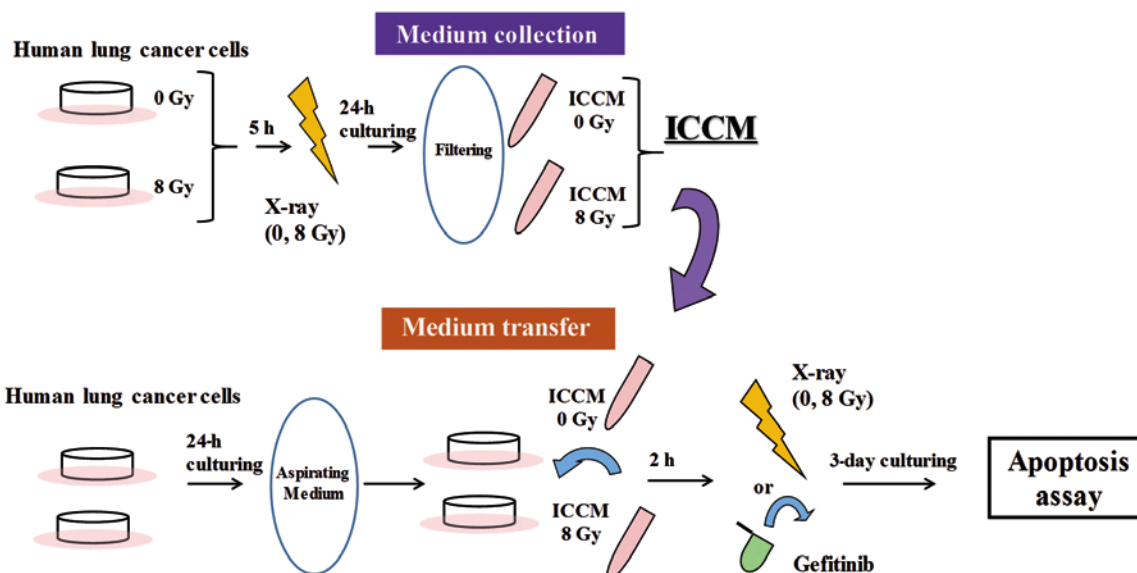 Medium collection
Human lung cancer cells
0 Gy
8 Gy
5 h
X-ray
(0, 8 Gy)
24-h
culturing
Filtering
ICCM
0 Gy
ICCM
8 Gy
ICCM
Medium transfer
Human lung cancer cells
24-h
culturing
Aspirating
Medium
ICCM
0 Gy
ICCM
8 Gy
2 h
X-ray
(0, 8 Gy)
or
Gefitinib
3-day culturing
Apoptosis
assay